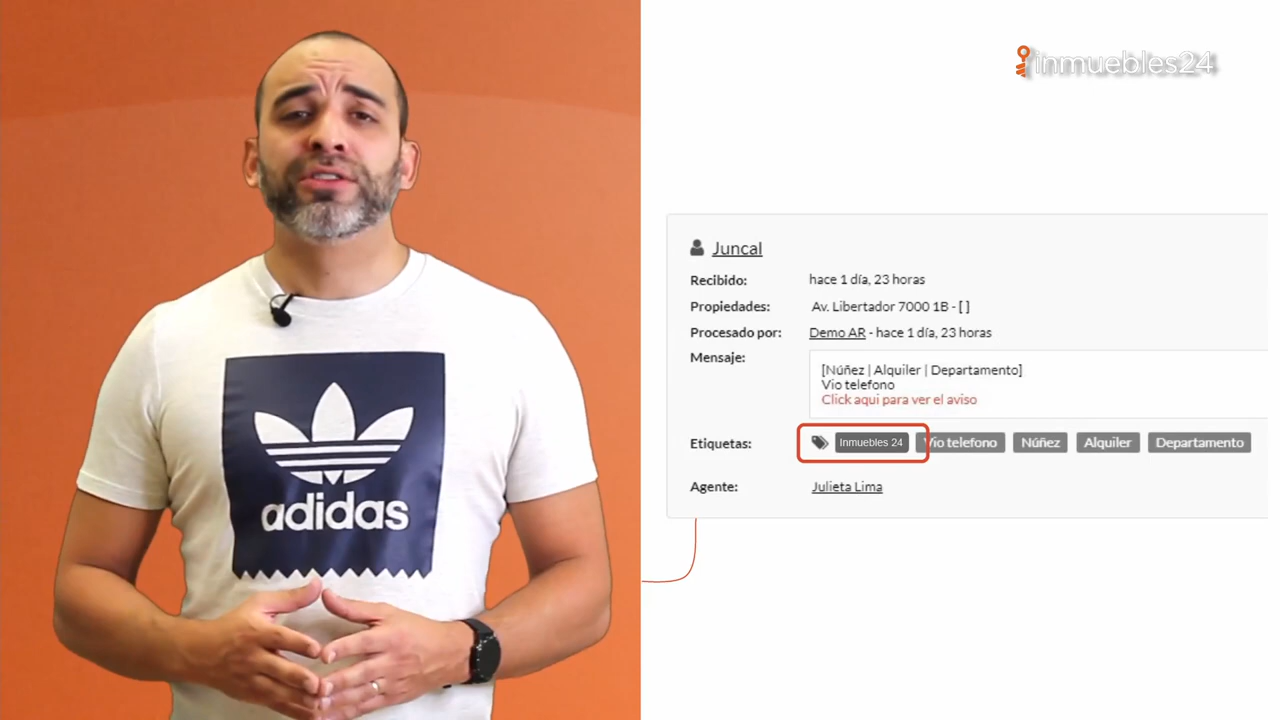 adidas
inmuebles24
Juncal
Recibido: hace 1 día, 23 horas
Propiedades: Av. Libertador 7000 1B - [ ]
Procesado por: Demo AR - hace 1 día, 23 horas
Mensaje: [Núñez | Alquiler | Departamento]
Vio telefono
Click aqui para ver el aviso
Etiquetas: Inmuebles 24 Vio telefono Núñez Alquiler Departamento
Agente: Julieta Lima